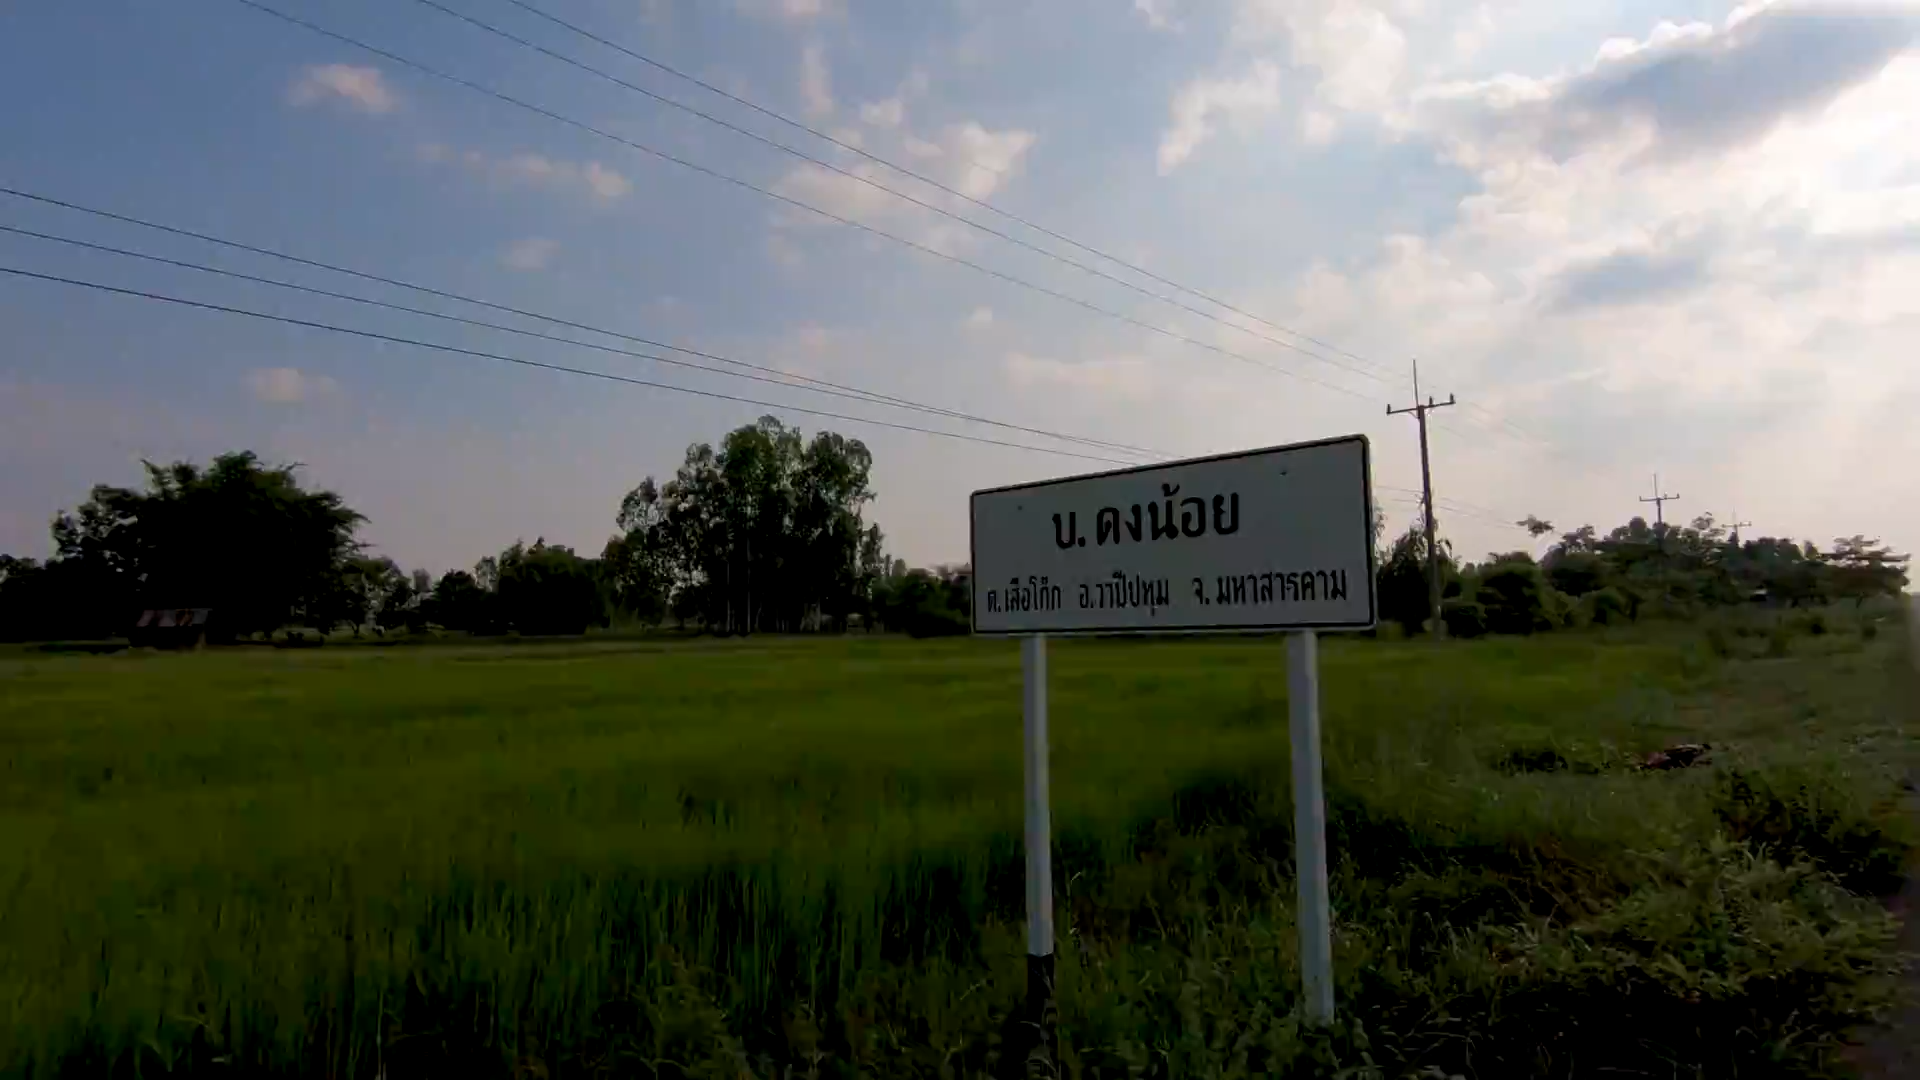 บ. ดงน้อย
ต. เสือโก้ก อ.วาปีปทุม จ. มหาสารคาม